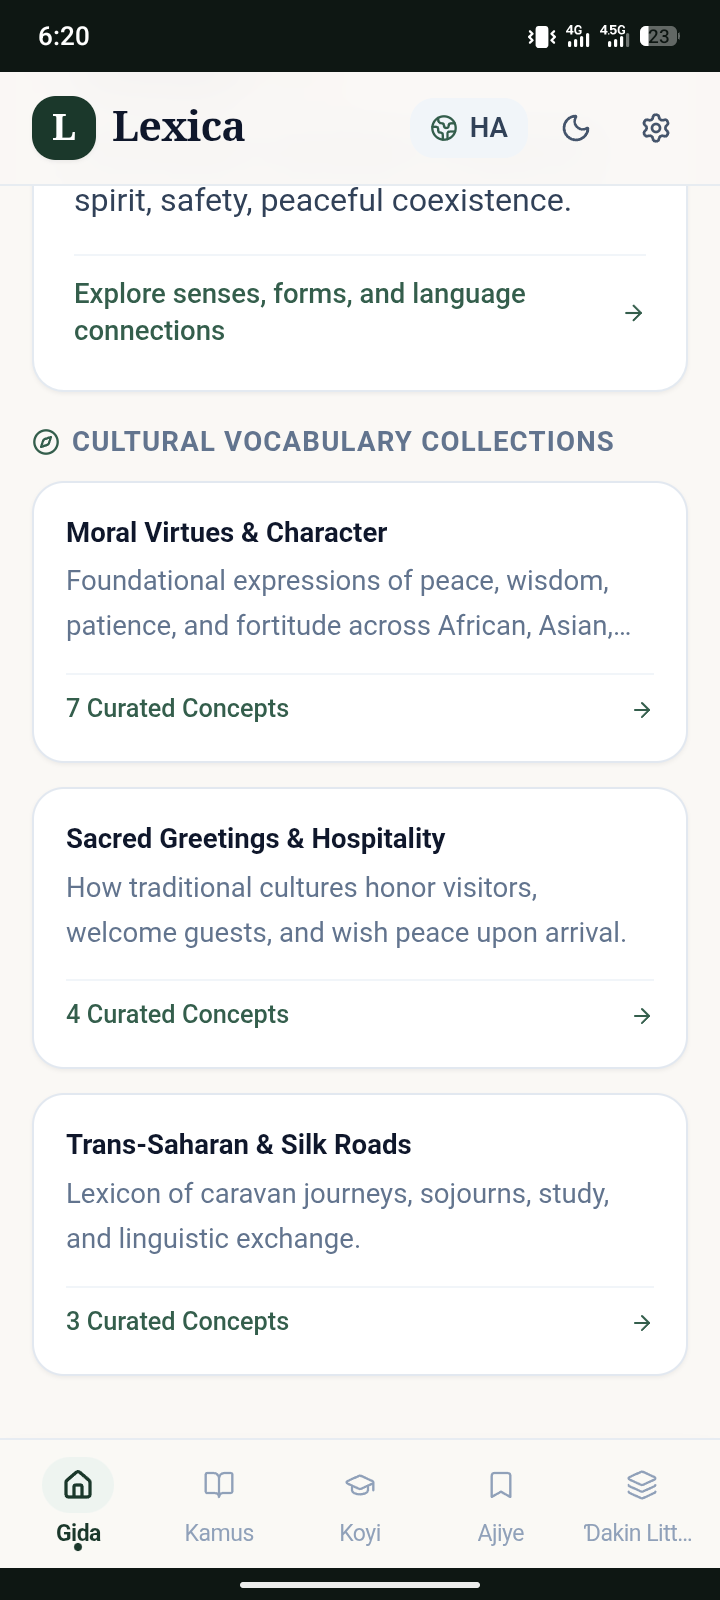 6:20
4G
4.5G
23
L
Lexica
HA
spirit, safety, peaceful coexistence.
Explore senses, forms, and language
connections
CULTURAL VOCABULARY COLLECTIONS
Moral Virtues & Character
Foundational expressions of peace, wisdom,
patience, and fortitude across African, Asian,...
7 Curated Concepts
Sacred Greetings & Hospitality
How traditional cultures honor visitors,
welcome guests, and wish peace upon arrival.
4 Curated Concepts
Trans-Saharan & Silk Roads
Lexicon of caravan journeys, sojourns, study,
and linguistic exchange.
3 Curated Concepts
Gida
Kamus
Koyi
Ajiye
Ɗakin Litt...